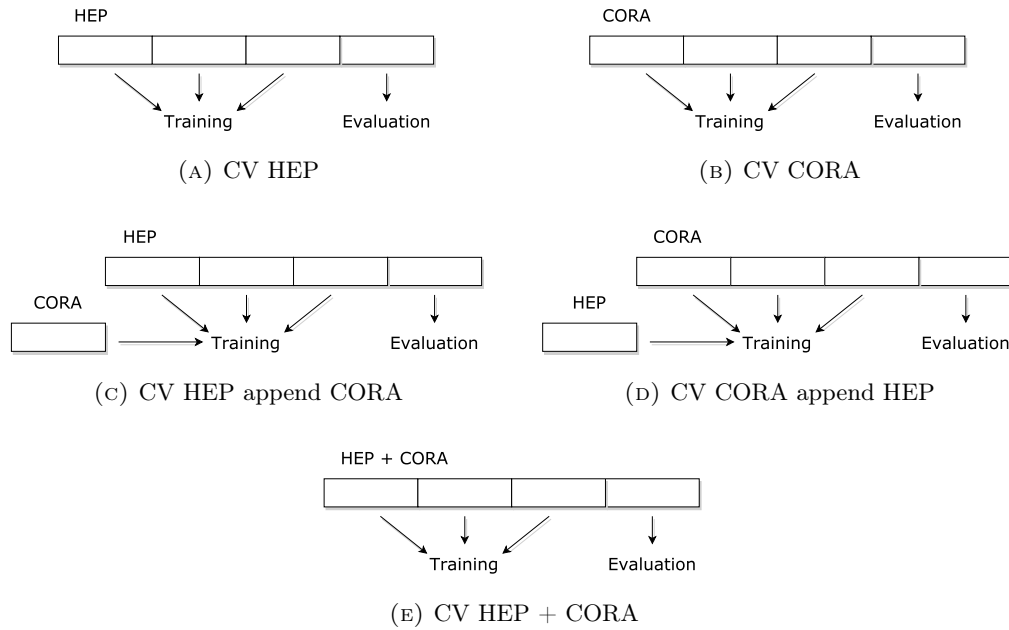 HEP
Training
Evaluation
(A) CV HEP
CORA
Training
Evaluation
(B) CV CORA
HEP
CORA
Training
Evaluation
(C) CV HEP append CORA
CORA
HEP
Training
Evaluation
(D) CV CORA append HEP
HEP + CORA
Training
Evaluation
(E) CV HEP + CORA